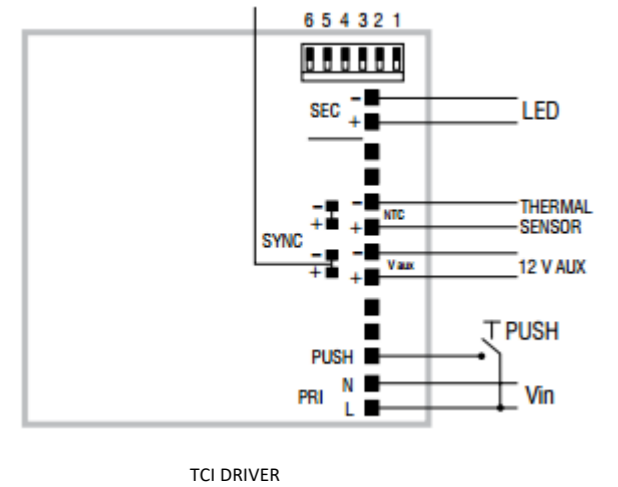 6 5 4 3 2 1
SEC - LED
+
- - NTC THERMAL
+ + SENSOR
SYNC
- - V aux 12 V AUX
+ +
T PUSH
PUSH
PRI N Vin
L
TCI DRIVER